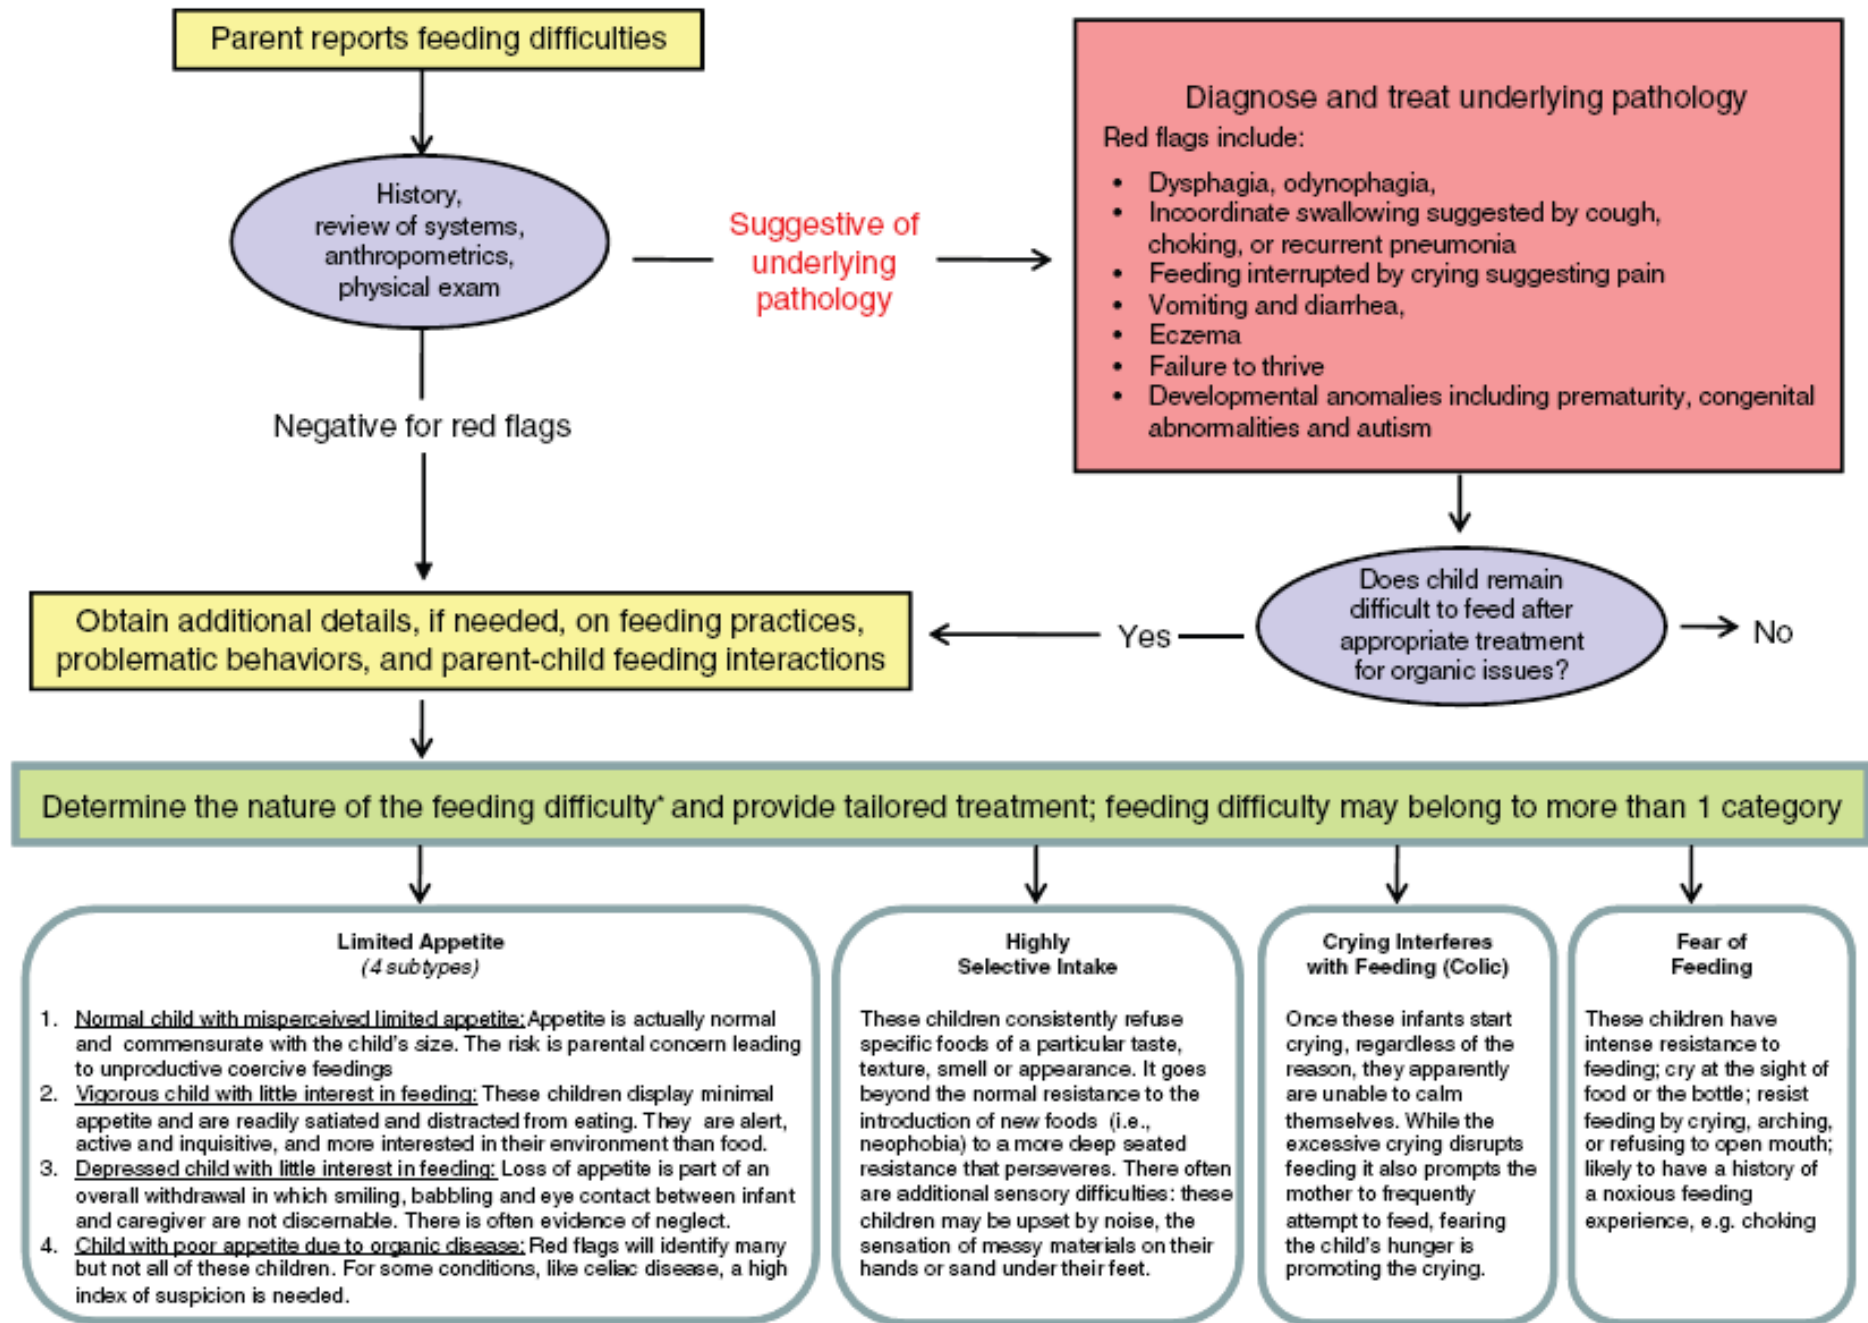 Parent reports feeding difficulties
History,
review of systems,
anthropometrics,
physical exam
Suggestive of
underlying
pathology
Diagnose and treat underlying pathology
Red flags include:
• Dysphagia, odynophagia,
• Incoordinate swallowing suggested by cough,
choking, or recurrent pneumonia
• Feeding interrupted by crying suggesting pain
• Vomiting and diarrhea,
• Eczema
• Failure to thrive
• Developmental anomalies including prematurity, congenital
abnormalities and autism
Negative for red flags
Does child remain
difficult to feed after
appropriate treatment
for organic issues?
No
Yes
Obtain additional details, if needed, on feeding practices,
problematic behaviors, and parent-child feeding interactions
Determine the nature of the feeding difficulty* and provide tailored treatment; feeding difficulty may belong to more than 1 category
Limited Appetite
(4 subtypes)
1. Normal child with misperceived limited appetite: Appetite is actually normal
and commensurate with the child's size. The risk is parental concern leading
to unproductive coercive feedings
2. Vigorous child with little interest in feeding: These children display minimal
appetite and are readily satiated and distracted from eating. They are alert,
active and inquisitive, and more interested in their environment than food.
3. Depressed child with little interest in feeding: Loss of appetite is part of an
overall withdrawal in which smiling, babbling and eye contact between infant
and caregiver are not discernable. There is often evidence of neglect.
4. Child with poor appetite due to organic disease: Red flags will identify many
but not all of these children. For some conditions, like celiac disease, a high
index of suspicion is needed.
Highly
Selective Intake
These children consistently refuse
specific foods of a particular taste,
texture, smell or appearance. It goes
beyond the normal resistance to the
introduction of new foods (i.e.,
neophobia) to a more deep seated
resistance that perseveres. There often
are additional sensory difficulties: these
children may be upset by noise, the
sensation of messy materials on their
hands or sand under their feet.
Crying Interferes
with Feeding (Colic)
Once these infants start
crying, regardless of the
reason, they apparently
are unable to calm
themselves. While the
excessive crying disrupts
feeding it also prompts the
mother to frequently
attempt to feed, fearing
the child's hunger is
promoting the crying.
Fear of
Feeding
These children have
intense resistance to
feeding; cry at the sight of
food or the bottle; resist
feeding by crying, arching,
or refusing to open mouth;
likely to have a history of
a noxious feeding
experience, e.g. choking